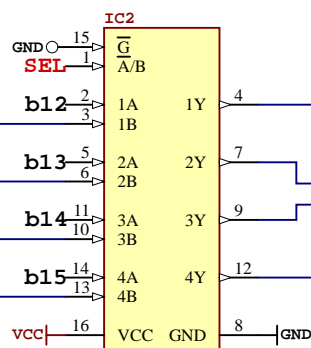 IC2
GND 15 G
SEL 1 A/B
b12 2 1A 1Y 4
3 1B
b13 5 2A 2Y 7
6 2B
b14 11 3A 3Y 9
10 3B
b15 14 4A 4Y 12
13 4B
VCC 16 VCC GND 8 GND